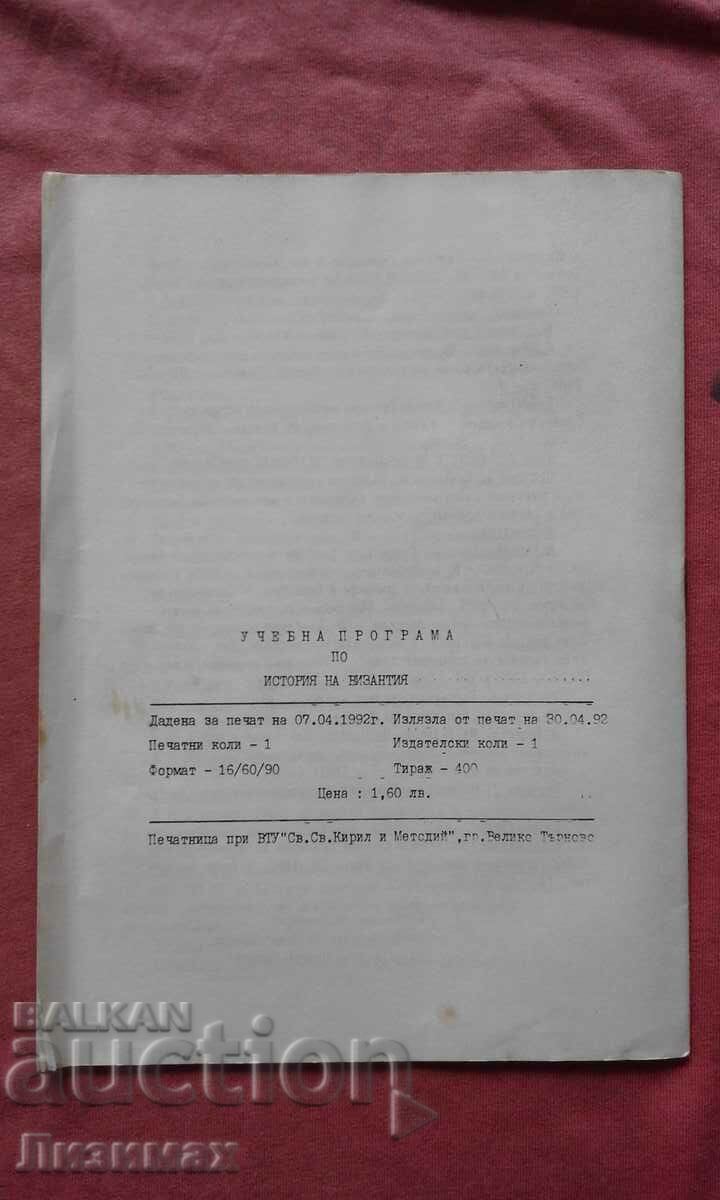 УЧЕБНА ПРОГРАМА
ПО
ИСТОРИЯ НА ВИЗАНТИЯ
Дадена за печат на 07.04.1992г. Излязла от печат на 30.04.92
Печатни коли - 1 Издателски коли - 1
Формат - 16/60/90 Тираж - 400
Цена : 1,60 лв.
Печатница при ВТУ"Св.Св.Кирил и Методий",гр.Велико Търново
BALKAN
auction
Лизимах